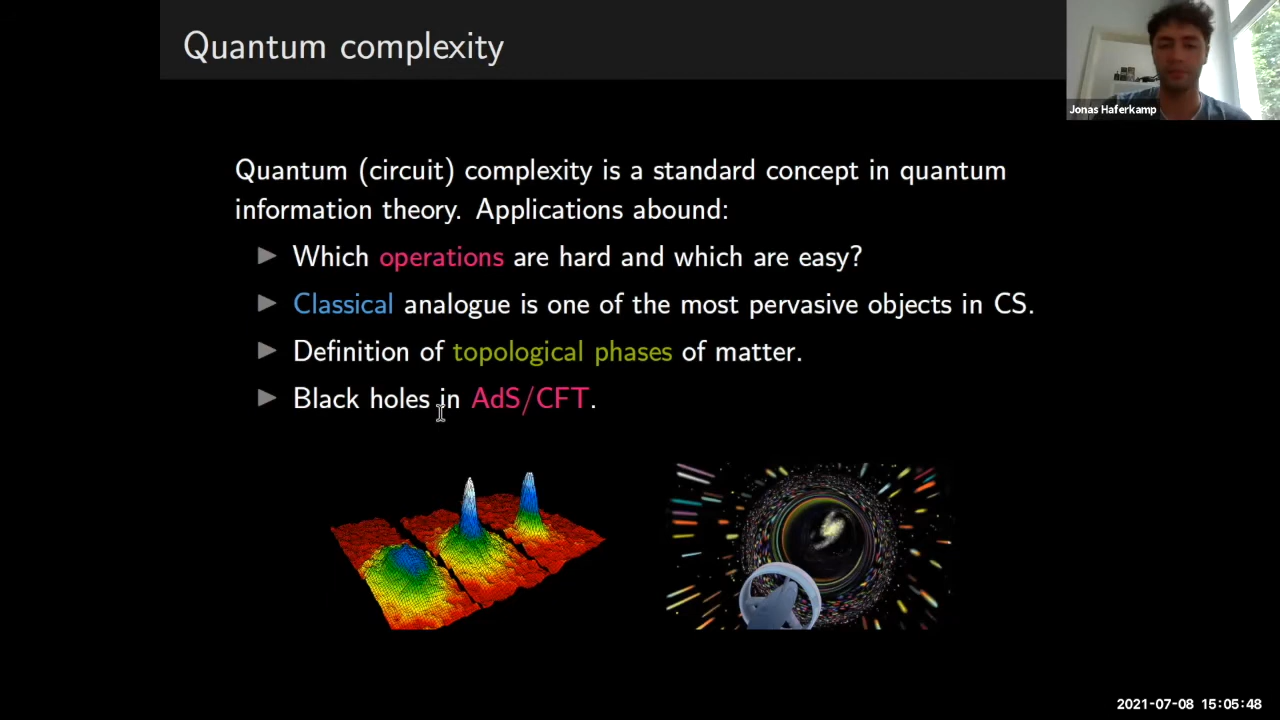 Quantum complexity
Jonas Haferkamp
Quantum (circuit) complexity is a standard concept in quantum
information theory. Applications abound:
Which operations are hard and which are easy?
Classical analogue is one of the most pervasive objects in CS.
Definition of topological phases of matter.
Black holes in AdS/CFT.
2021-07-08 15:05:48